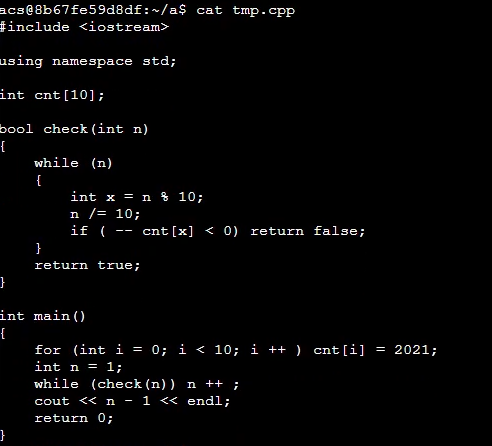 acs@8b67fe59d8df:~/a$ cat tmp.cpp
#include <iostream>

using namespace std;

int cnt[10];

bool check(int n)
{
    while (n)
    {
        int x = n % 10;
        n /= 10;
        if ( -- cnt[x] < 0) return false;
    }
    return true;
}

int main()
{
    for (int i = 0; i < 10; i ++ ) cnt[i] = 2021;
    int n = 1;
    while (check(n)) n ++ ;
    cout << n - 1 << endl;
    return 0;
}